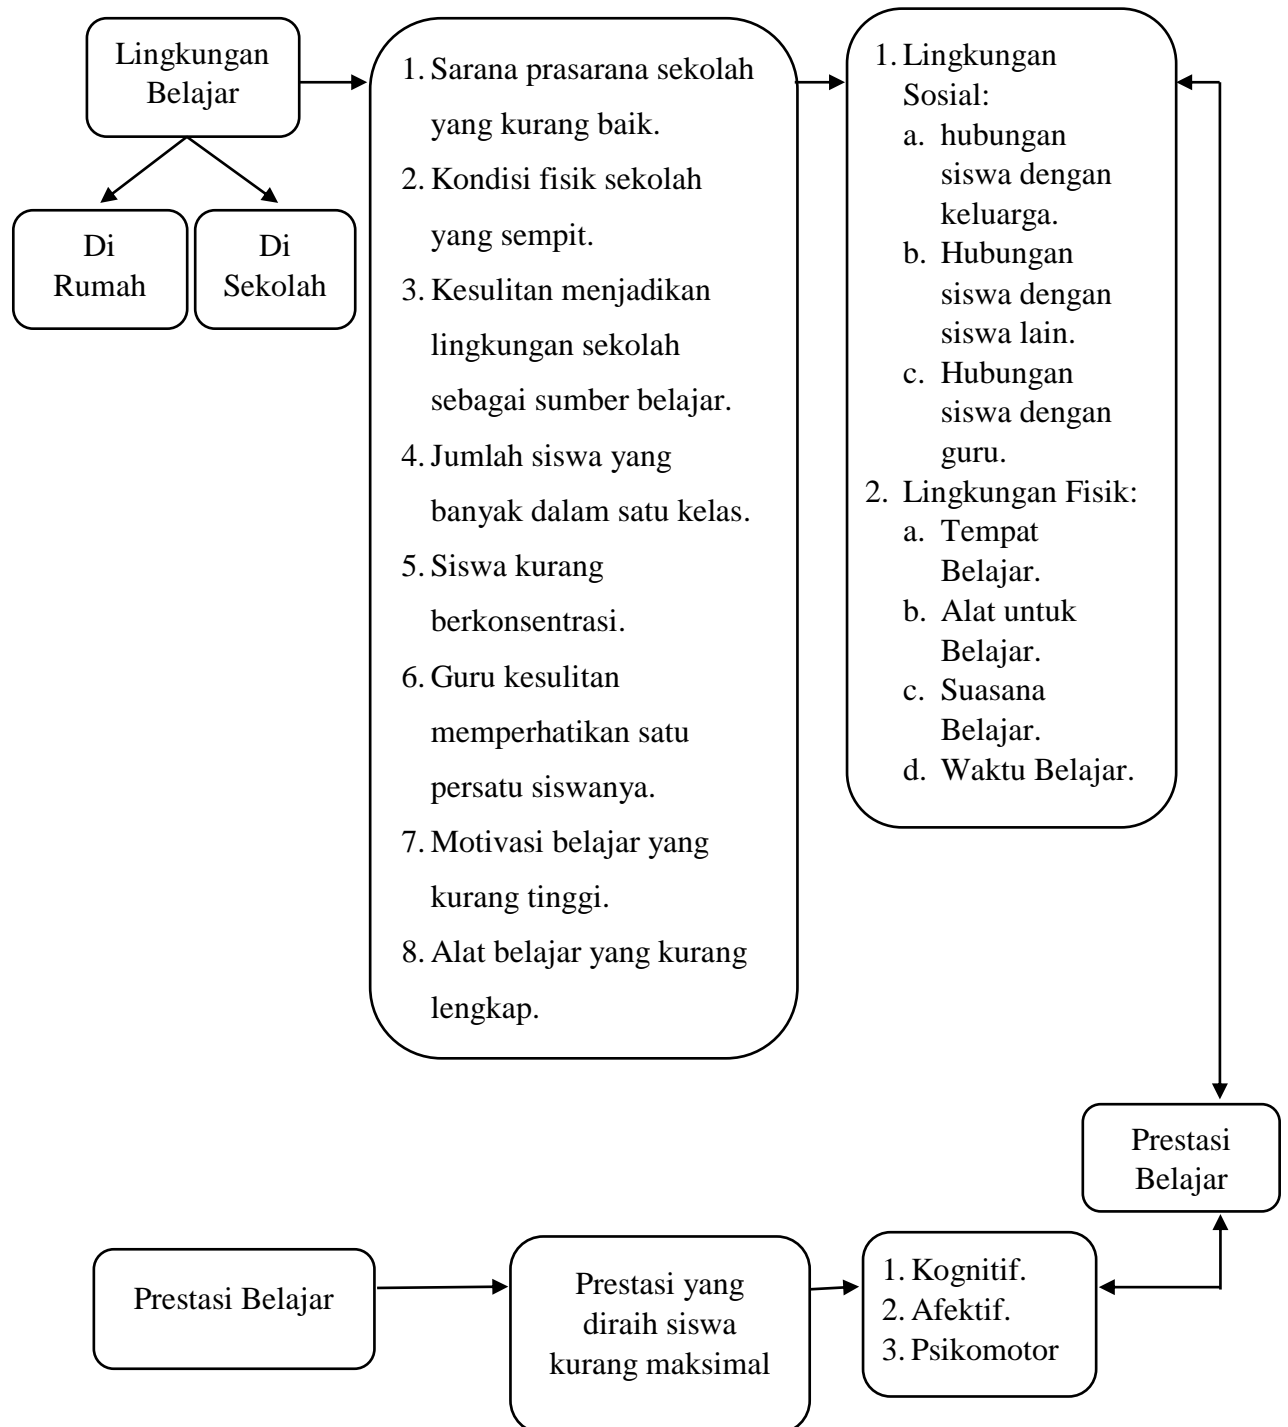 Lingkungan
Belajar
Di
Rumah
Di
Sekolah
1. Sarana prasarana sekolah
yang kurang baik.
2. Kondisi fisik sekolah
yang sempit.
3. Kesulitan menjadikan
lingkungan sekolah
sebagai sumber belajar.
4. Jumlah siswa yang
banyak dalam satu kelas.
5. Siswa kurang
berkonsentrasi.
6. Guru kesulitan
memperhatikan satu
persatu siswanya.
7. Motivasi belajar yang
kurang tinggi.
8. Alat belajar yang kurang
lengkap.
1. Lingkungan
Sosial:
a. hubungan
siswa dengan
keluarga.
b. Hubungan
siswa dengan
siswa lain.
c. Hubungan
siswa dengan
guru.
2. Lingkungan Fisik:
a. Tempat
Belajar.
b. Alat untuk
Belajar.
c. Suasana
Belajar.
d. Waktu Belajar.
Prestasi
Belajar
Prestasi Belajar
Prestasi yang
diraih siswa
kurang maksimal
1. Kognitif.
2. Afektif.
3. Psikomotor